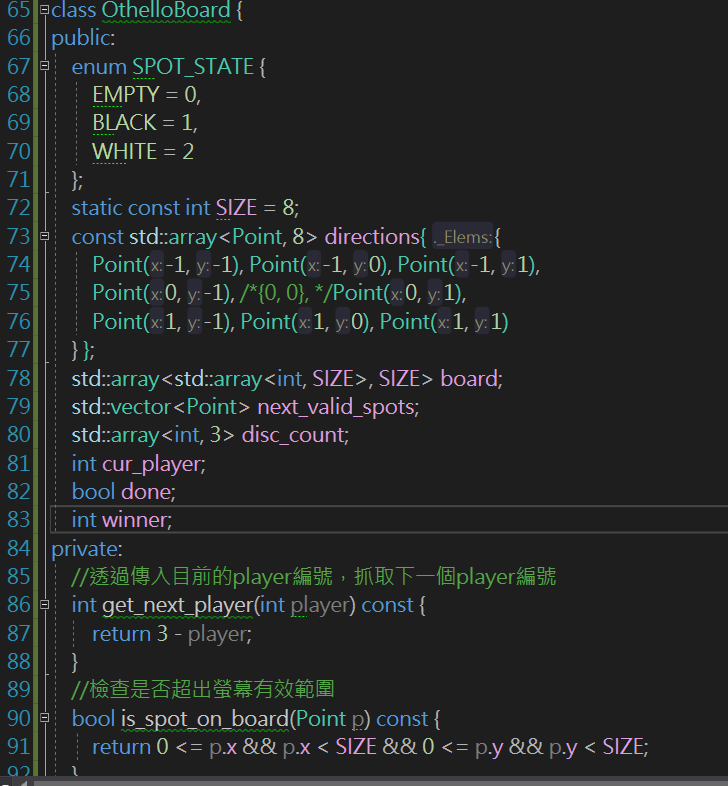 65 class OthelloBoard {
66 public:
67 enum SPOT_STATE {
68 EMPTY = 0,
69 BLACK = 1,
70 WHITE = 2
71 };
72 static const int SIZE = 8;
73 const std::array<Point, 8> directions{ ._Elems:{
74 Point(x:-1, y:-1), Point(x:-1, y:0), Point(x:-1, y:1),
75 Point(x:0, y:-1), /*{0, 0}, */Point(x:0, y:1),
76 Point(x:1, y:-1), Point(x:1, y:0), Point(x:1, y:1)
77 } };
78 std::array<std::array<int, SIZE>, SIZE> board;
79 std::vector<Point> next_valid_spots;
80 std::array<int, 3> disc_count;
81 int cur_player;
82 bool done;
83 int winner;
84 private:
85 //透過傳入目前的player編號，抓取下一個player編號
86 int get_next_player(int player) const {
87 return 3 - player;
88 }
89 //檢查是否超出螢幕有效範圍
90 bool is_spot_on_board(Point p) const {
91 return 0 <= p.x && p.x < SIZE && 0 <= p.y && p.y < SIZE;
92 }